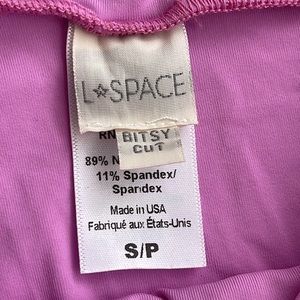 L☆SPACE
RN
BITSY
CUT
89% N
11% Spandex/
Spandex
Made in USA
Fabriqué aux États-Unis
S/P